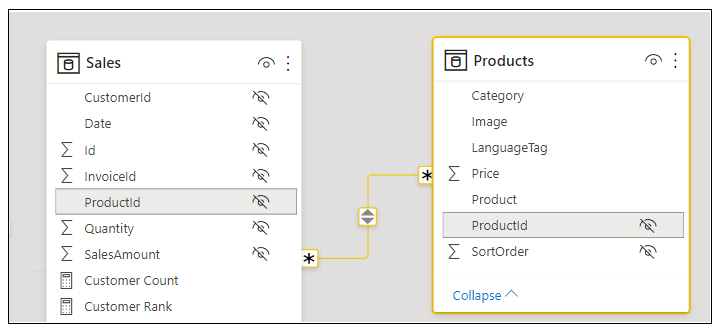 Sales
CustomerId
Date
Id
InvoiceId
ProductId
Quantity
SalesAmount
Customer Count
Customer Rank
Products
Category
Image
LanguageTag
Price
Product
ProductId
SortOrder
Collapse